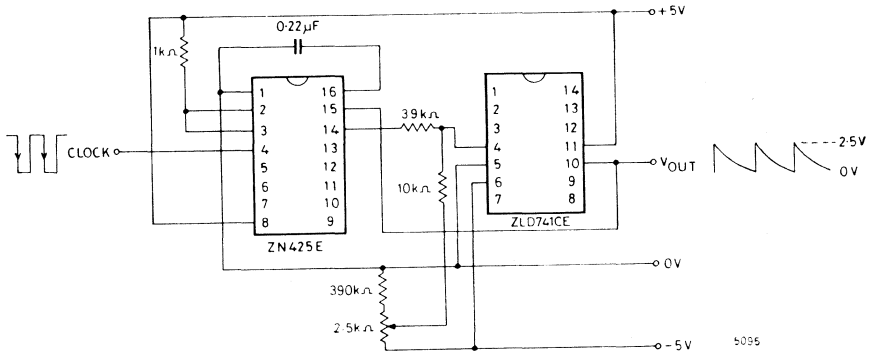 0·22µF
+5V
1kΩ
1 16
2 15
3 14
4 13
5 12
6 11
7 10
8 9
ZN425E
CLOCK
39kΩ
10kΩ
1 14
2 13
3 12
4 11
5 10
6 9
7 8
ZLD741CE
VOUT
2·5V
0V
0V
390kΩ
2·5kΩ
-5V
5095